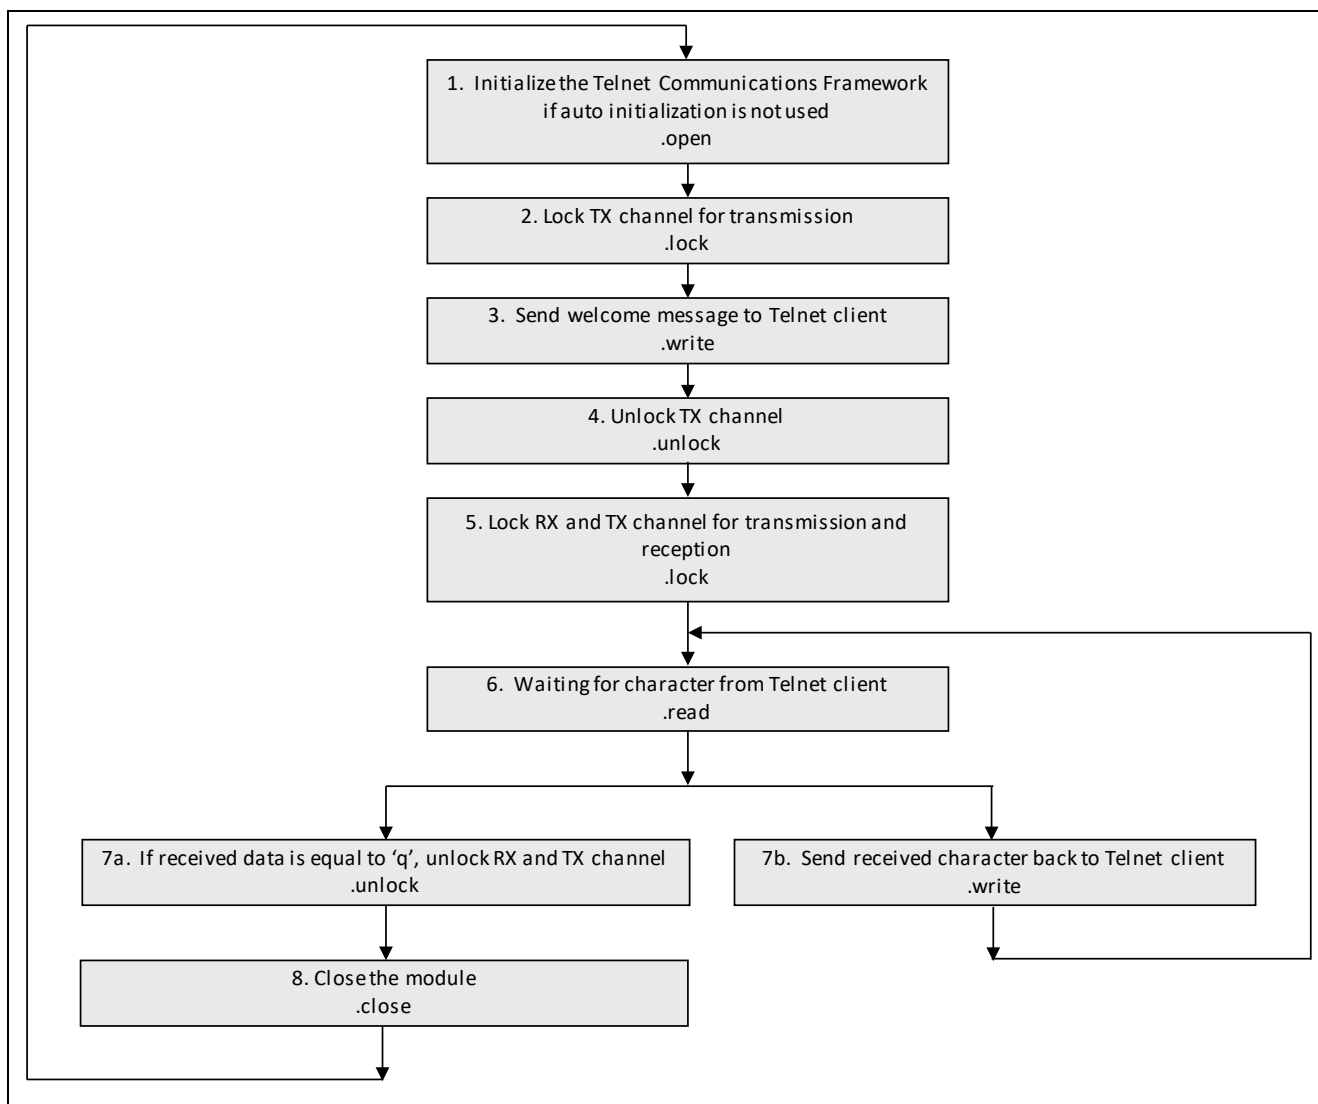 1. Initialize the Telnet Communications Framework
if auto initialization is not used
.open
2. Lock TX channel for transmission
.lock
3. Send welcome message to Telnet client
.write
4. Unlock TX channel
.unlock
5. Lock RX and TX channel for transmission and
reception
.lock
6. Waiting for character from Telnet client
.read
7a. If received data is equal to ‘q’, unlock RX and TX channel
.unlock
7b. Send received character back to Telnet client
.write
8. Close the module
.close